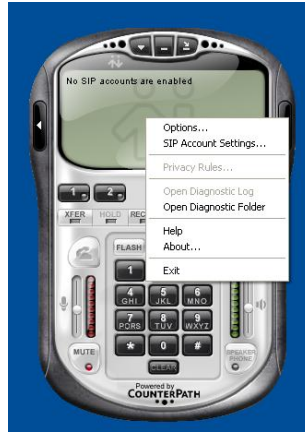 No SIP accounts are enabled
Options...
SIP Account Settings...
Privacy Rules...
Open Diagnostic Log
Open Diagnostic Folder
Help
About...
Exit
1 2
XFER HOLD REC
FLASH
1
4 GHI 5 JKL 6 MNO
7 PQRS 8 TUV 9 WXYZ
* 0 #
MUTE
CLEAR
SPEAKER PHONE
Powered by
COUNTERPATH